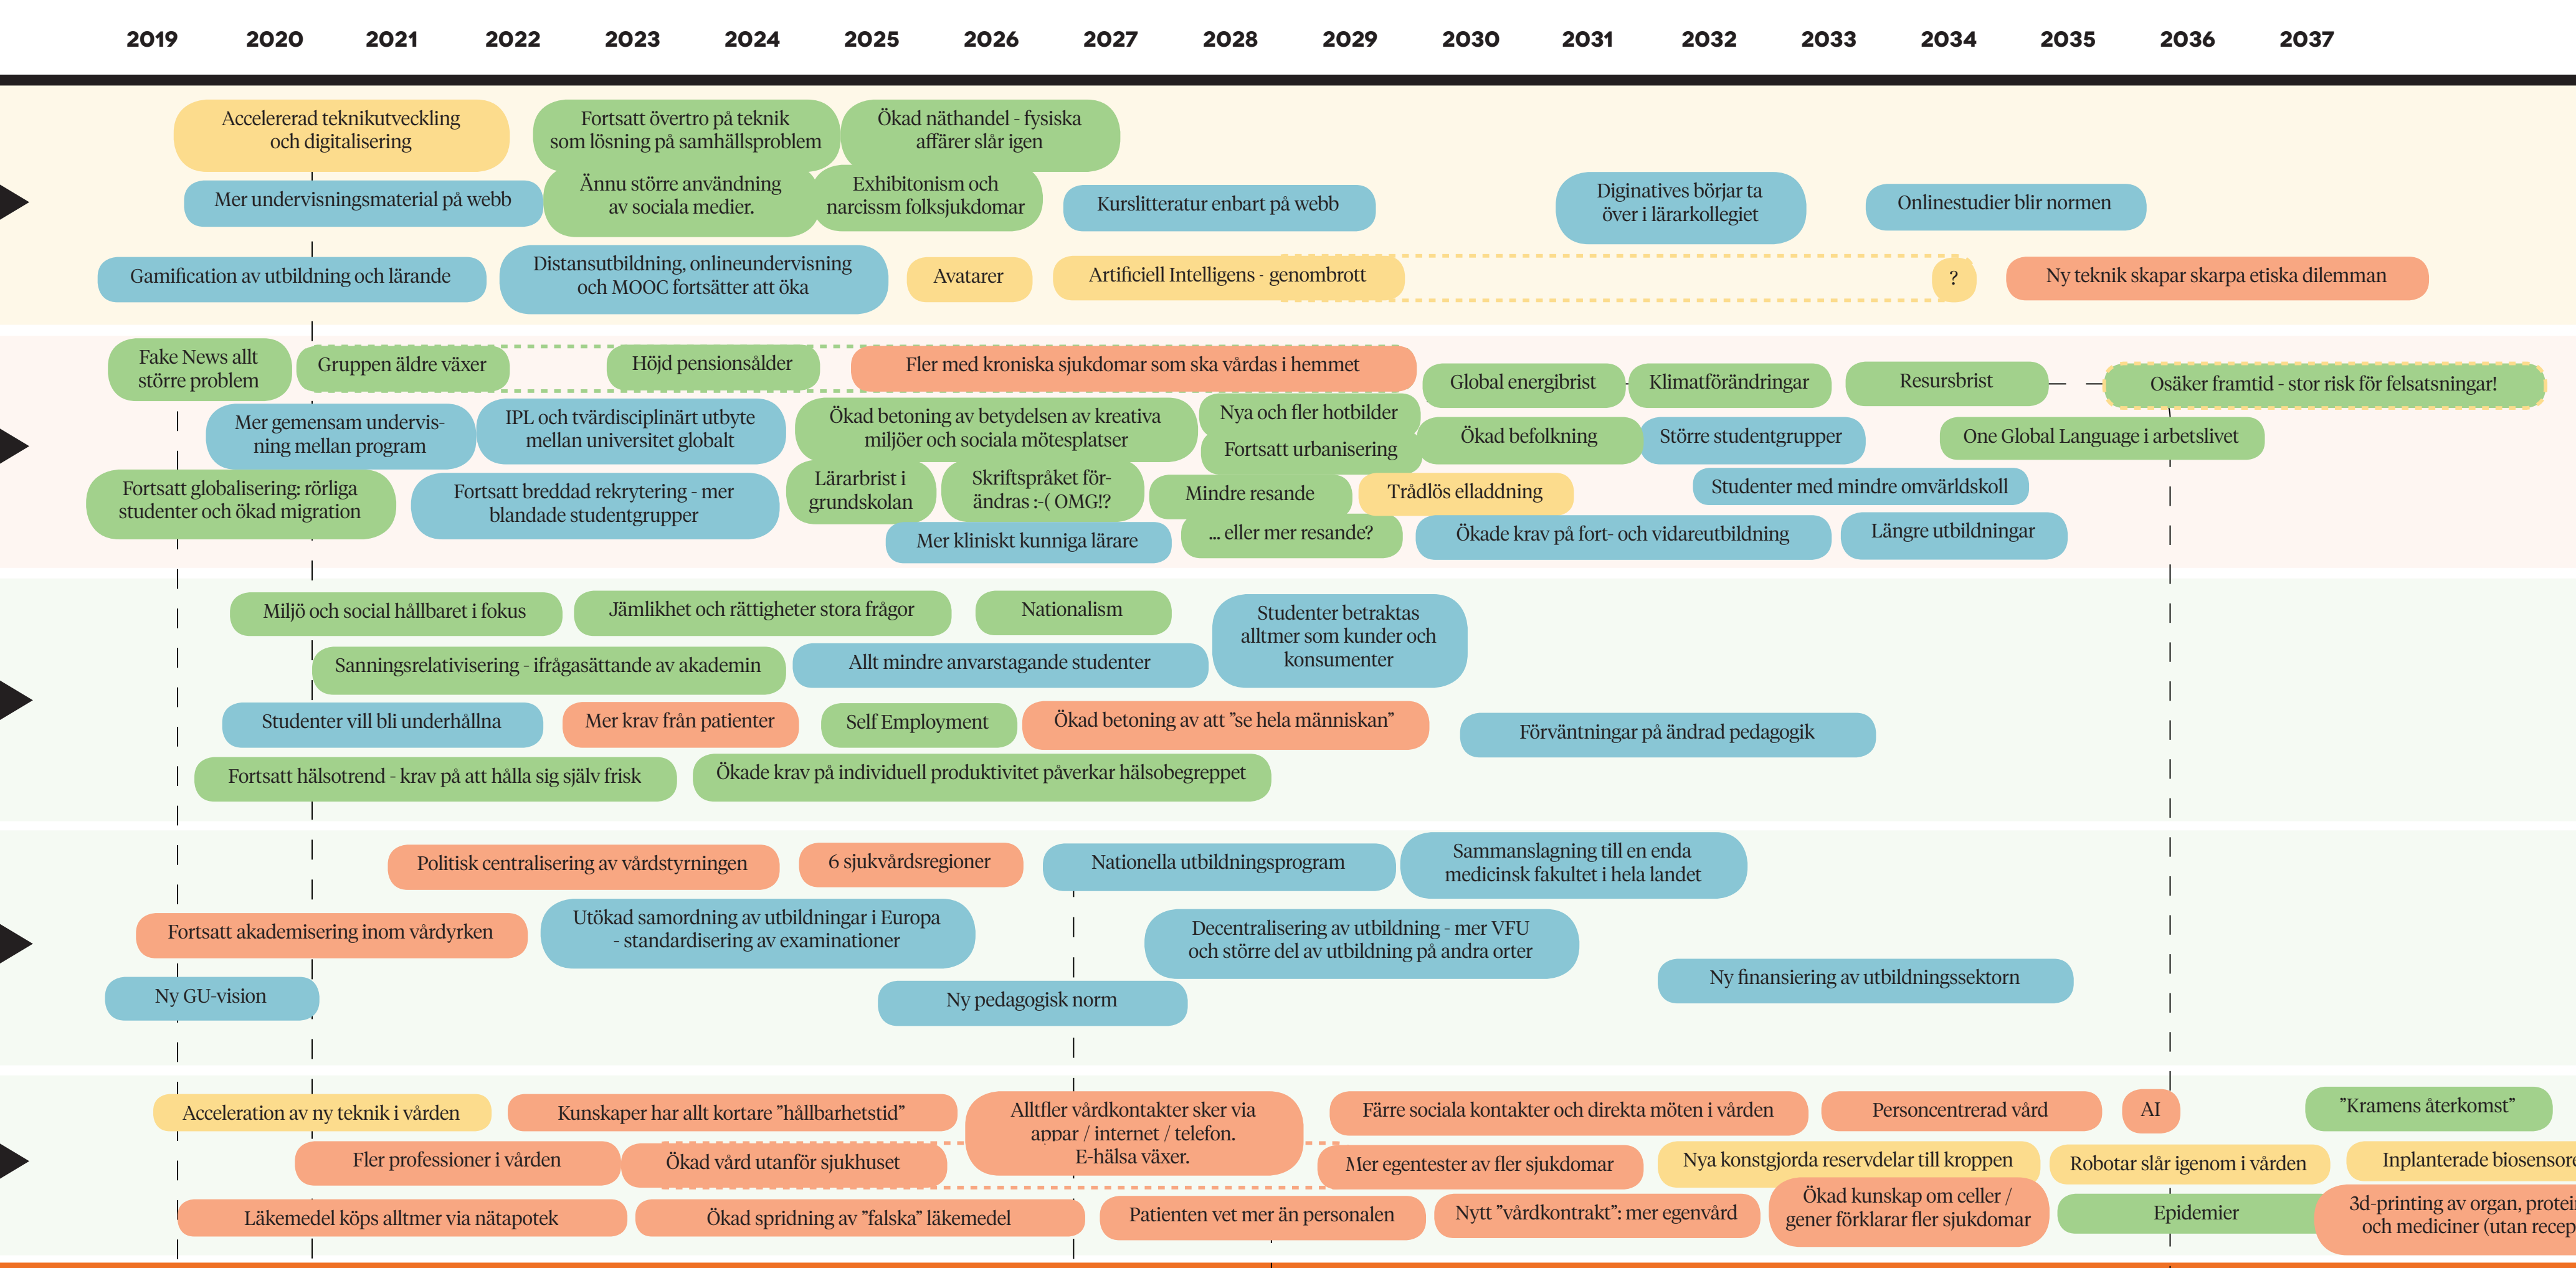 2019 2020 2021 2022 2023 2024 2025 2026 2027 2028 2029 2030 2031 2032 2033 2034 2035 2036 2037
Accelererad teknikutveckling
och digitalisering
Fortsatt övertro på teknik
som lösning på samhällsproblem
Ökad näthandel - fysiska
affärer slår igen
Mer undervisningsmaterial på webb
Ännu större användning
av sociala medier.
Exhibitonism och
narcissm folksjukdomar
Kurslitteratur enbart på webb
Diginatives börjar ta
över i lärarkollegiet
Onlinestudier blir normen
Gamification av utbildning och lärande
Distansutbildning, onlineundervisning
och MOOC fortsätter att öka
Avatarer
Artificiell Intelligens - genombrott
?
Ny teknik skapar skarpa etiska dilemman
Fake News allt
större problem
Gruppen äldre växer
Höjd pensionsålder
Fler med kroniska sjukdomar som ska vårdas i hemmet
Global energibrist
Klimatförändringar
Resursbrist
Osäker framtid - stor risk för felsatsningar!
Mer gemensam undervis-
ning mellan program
IPL och tvärdisciplinärt utbyte
mellan universitet globalt
Ökad betoning av betydelsen av kreativa
miljöer och sociala mötesplatser
Nya och fler hotbilder
Fortsatt urbanisering
Ökad befolkning
Större studentgrupper
One Global Language i arbetslivet
Fortsatt globalisering: rörliga
studenter och ökad migration
Fortsatt breddad rekrytering - mer
blandade studentgrupper
Lärarbrist i
grundskolan
Skriftspråket för-
ändras :-( OMG!?
Mindre resande
Trådlös elladdning
Studenter med mindre omvärldskoll
Mer kliniskt kunniga lärare
... eller mer resande?
Ökade krav på fort- och vidareutbildning
Längre utbildningar
Miljö och social hållbaret i fokus
Jämlikhet och rättigheter stora frågor
Nationalism
Studenter betraktas
alltmer som kunder och
konsumenter
Sanningsrelativisering - ifrågasättande av akademin
Allt mindre anvarstagande studenter
Studenter vill bli underhållna
Mer krav från patienter
Self Employment
Ökad betoning av att ”se hela människan”
Förväntningar på ändrad pedagogik
Fortsatt hälsotrend - krav på att hålla sig själv frisk
Ökade krav på individuell produktivitet påverkar hälsobegreppet
Politisk centralisering av vårdstyrningen
6 sjukvårdsregioner
Nationella utbildningsprogram
Sammanslagning till en enda
medicinsk fakultet i hela landet
Fortsatt akademisering inom vårdyrken
Utökad samordning av utbildningar i Europa
- standardisering av examinationer
Decentralisering av utbildning - mer VFU
och större del av utbildning på andra orter
Ny GU-vision
Ny pedagogisk norm
Ny finansiering av utbildningssektorn
Acceleration av ny teknik i vården
Kunskaper har allt kortare ”hållbarhetstid”
Alltfler vårdkontakter sker via
appar / internet / telefon.
E-hälsa växer.
Färre sociala kontakter och direkta möten i vården
Personcentrerad vård
AI
”Kramens återkomst”
Fler professioner i vården
Ökad vård utanför sjukhuset
Mer egentester av fler sjukdomar
Nya konstgjorda reservdelar till kroppen
Robotar slår igenom i vården
Inplanterade biosensore
Läkemedel köps alltmer via nätapotek
Ökad spridning av ”falska” läkemedel
Patienten vet mer än personalen
Nytt ”vårdkontrakt”: mer egenvård
Ökad kunskap om celler /
gener förklarar fler sjukdomar
Epidemier
3d-printing av organ, protei
och mediciner (utan recep